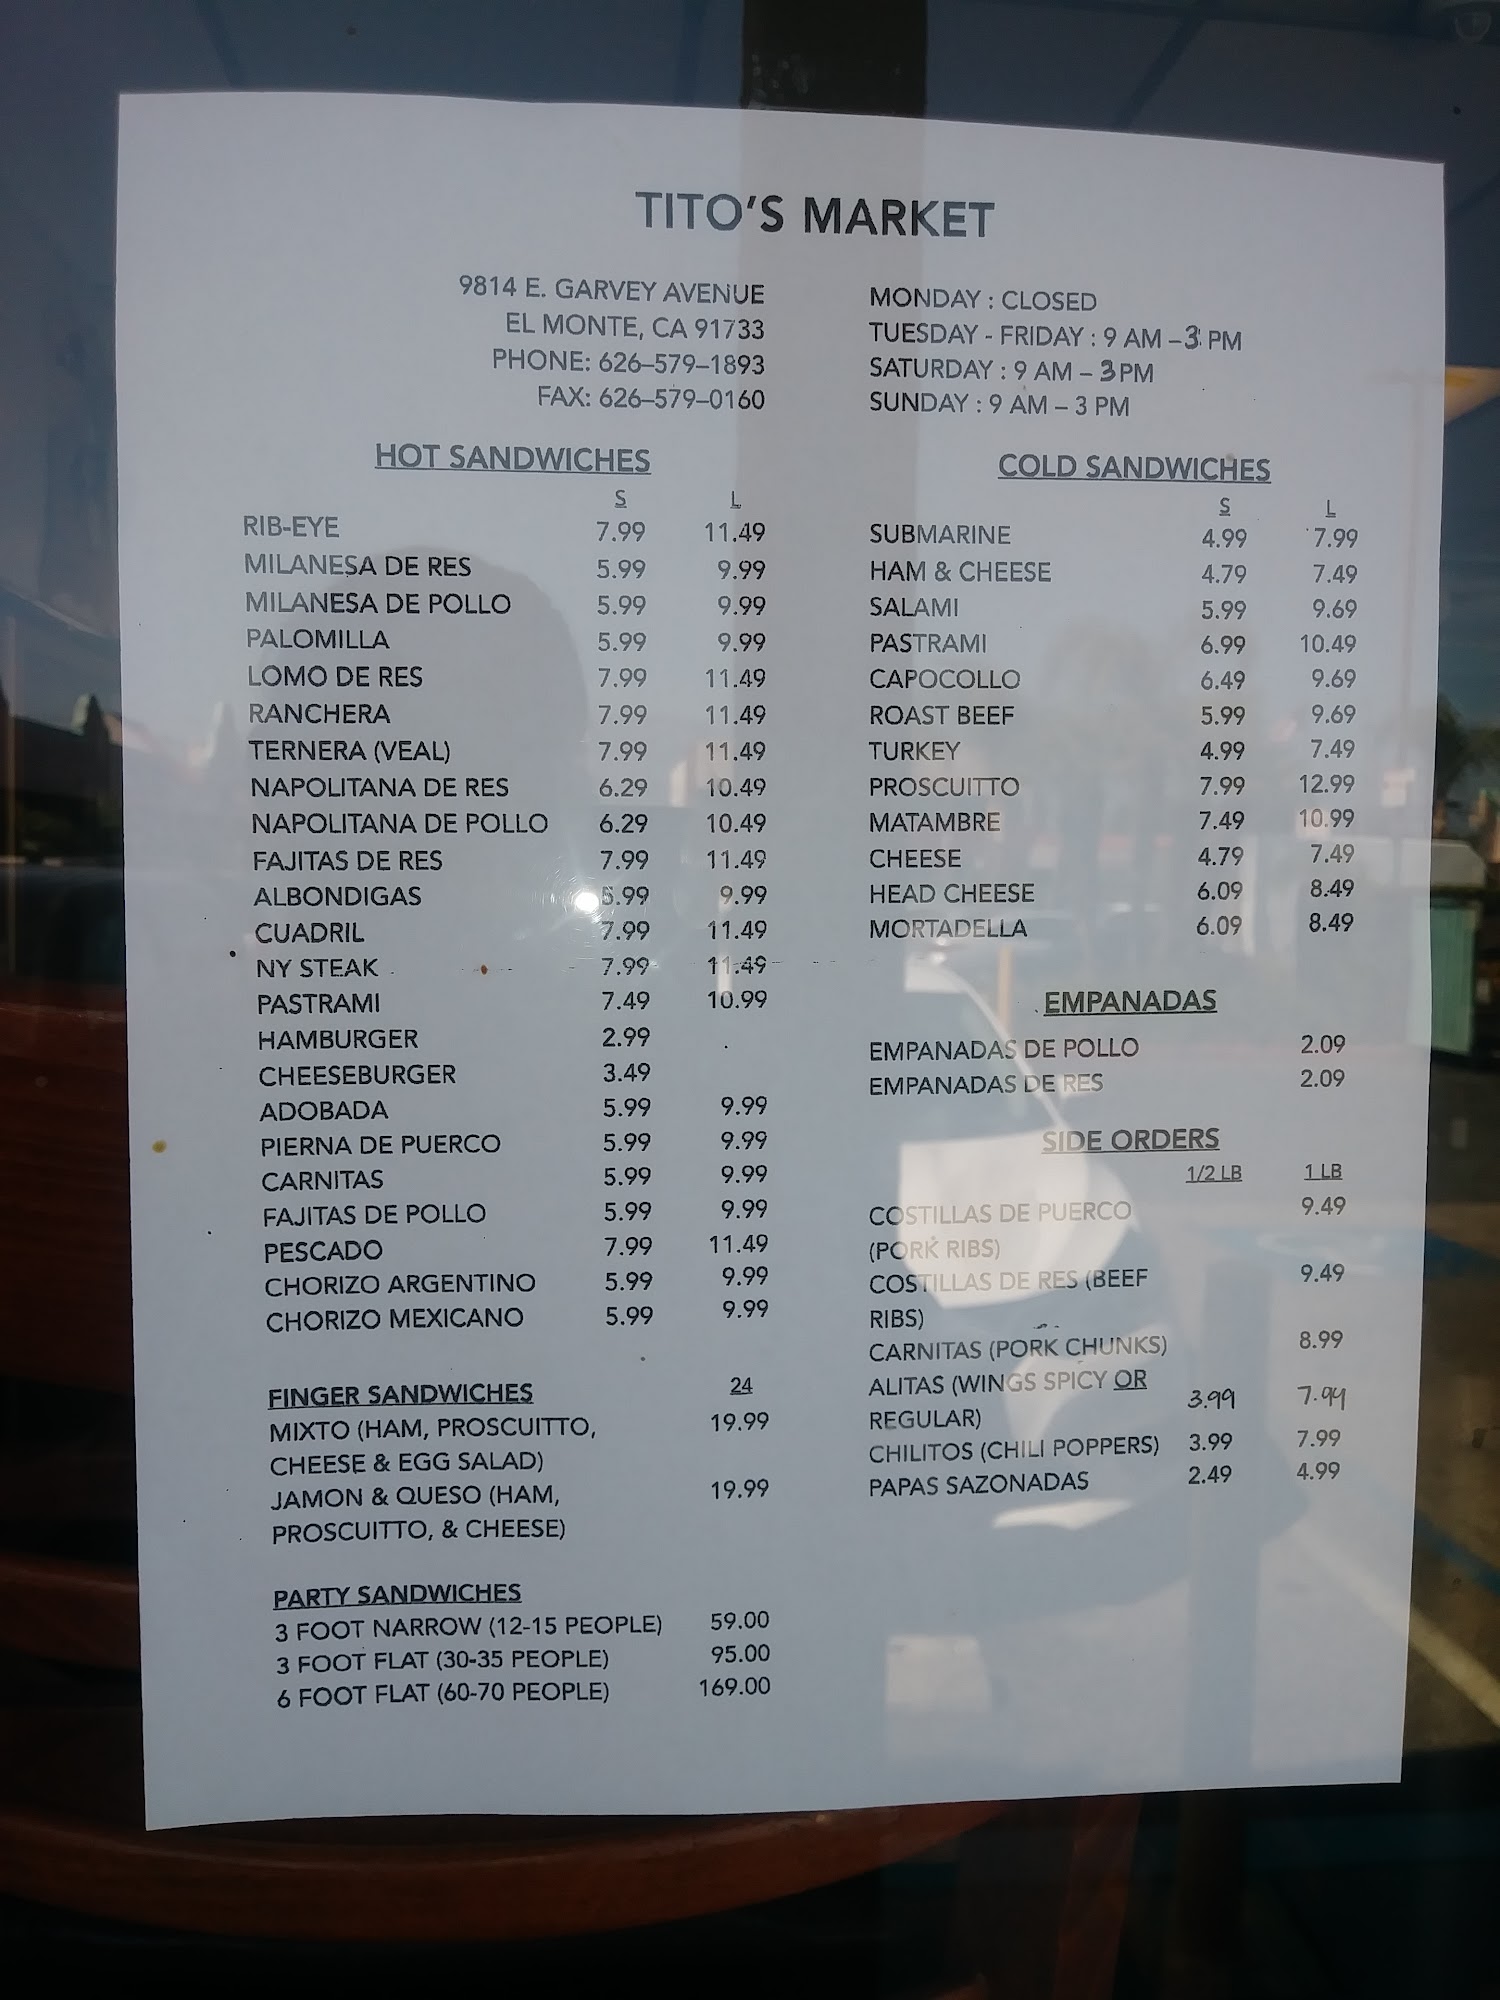 TITO'S MARKET
9814 E. GARVEY AVENUE
EL MONTE, CA 91733
PHONE: 626–579–1893
FAX: 626–579–0160
MONDAY : CLOSED
TUESDAY - FRIDAY : 9 AM – 3 PM
SATURDAY : 9 AM – 3 PM
SUNDAY : 9 AM – 3 PM
HOT SANDWICHES
S L
RIB-EYE 7.99 11.49
MILANESA DE RES 5.99 9.99
MILANESA DE POLLO 5.99 9.99
PALOMILLA 5.99 9.99
LOMO DE RES 7.99 11.49
RANCHERA 7.99 11.49
TERNERA (VEAL) 7.99 11.49
NAPOLITANA DE RES 6.29 10.49
NAPOLITANA DE POLLO 6.29 10.49
FAJITAS DE RES 7.99 11.49
ALBONDIGAS 5.99 9.99
CUADRIL 7.99 11.49
NY STEAK 7.99 11.49
PASTRAMI 7.49 10.99
HAMBURGER 2.99
CHEESEBURGER 3.49
ADOBADA 5.99 9.99
PIERNA DE PUERCO 5.99 9.99
CARNITAS 5.99 9.99
FAJITAS DE POLLO 5.99 9.99
PESCADO 7.99 11.49
CHORIZO ARGENTINO 5.99 9.99
CHORIZO MEXICANO 5.99 9.99
FINGER SANDWICHES 24
MIXTO (HAM, PROSCUITTO, 19.99
CHEESE & EGG SALAD)
JAMON & QUESO (HAM, 19.99
PROSCUITTO, & CHEESE)
PARTY SANDWICHES
3 FOOT NARROW (12-15 PEOPLE) 59.00
3 FOOT FLAT (30-35 PEOPLE) 95.00
6 FOOT FLAT (60-70 PEOPLE) 169.00
COLD SANDWICHES
S L
SUBMARINE 4.99 7.99
HAM & CHEESE 4.79 7.49
SALAMI 5.99 9.69
PASTRAMI 6.99 10.49
CAPOCOLLO 6.49 9.69
ROAST BEEF 5.99 9.69
TURKEY 4.99 7.49
PROSCUITTO 7.99 12.99
MATAMBRE 7.49 10.99
CHEESE 4.79 7.49
HEAD CHEESE 6.09 8.49
MORTADELLA 6.09 8.49
EMPANADAS
EMPANADAS DE POLLO 2.09
EMPANADAS DE RES 2.09
SIDE ORDERS
1/2 LB 1 LB
COSTILLAS DE PUERCO 9.49
(PORK RIBS)
COSTILLAS DE RES (BEEF 9.49
RIBS)
CARNITAS (PORK CHUNKS) 8.99
ALITAS (WINGS SPICY OR 3.99 7.99
REGULAR)
CHILITOS (CHILI POPPERS) 3.99 7.99
PAPAS SAZONADAS 2.49 4.99